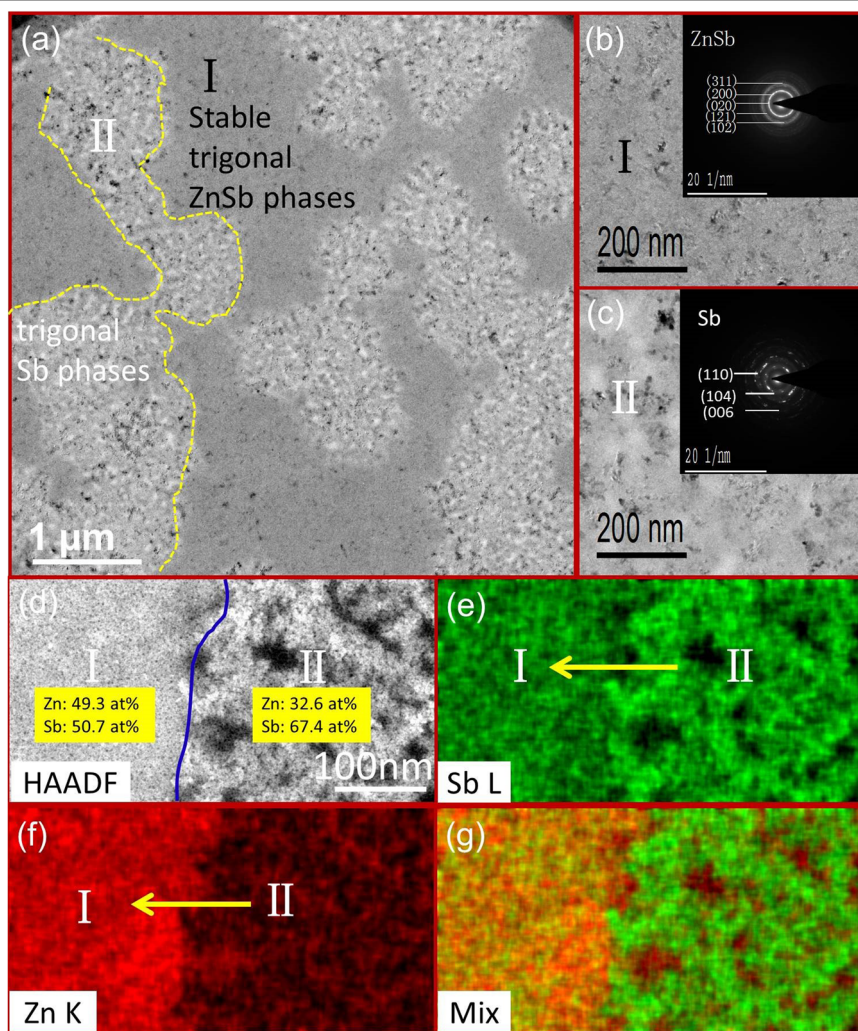 (a)
I
Stable
trigonal
ZnSb phases
II
trigonal
Sb phases
1 μm
(b)
ZnSb
(311)
(200)
(020)
(121)
(102)
I
20 1/nm
200 nm
(c)
Sb
(110)
(104)
(006)
II
20 1/nm
200 nm
(d)
I
II
Zn: 49.3 at%
Sb: 50.7 at%
Zn: 32.6 at%
Sb: 67.4 at%
HAADF
100nm
(e)
I
II
Sb L
(f)
I
II
Zn K
(g)
Mix